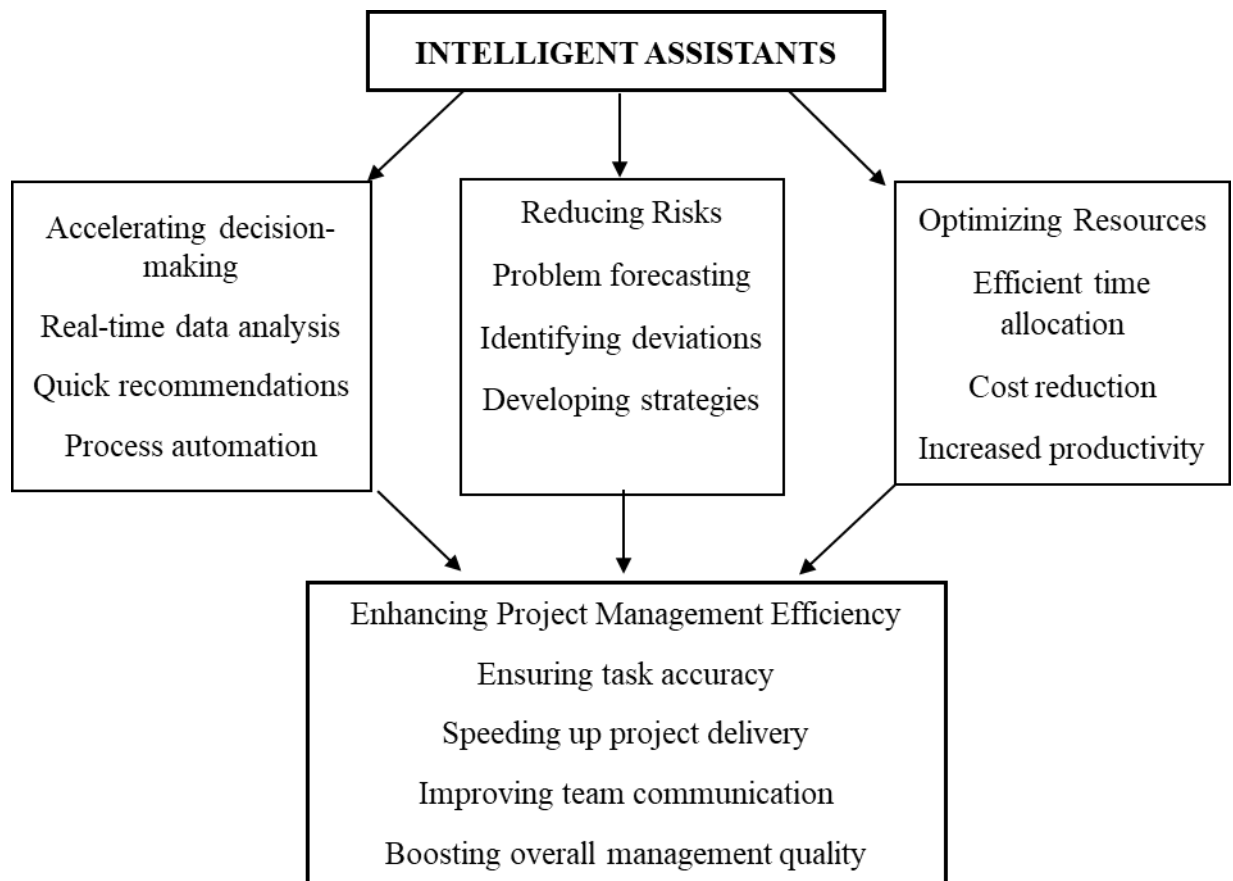 INTELLIGENT ASSISTANTS
Accelerating decision-
making
Real-time data analysis
Quick recommendations
Process automation
Reducing Risks
Problem forecasting
Identifying deviations
Developing strategies
Optimizing Resources
Efficient time
allocation
Cost reduction
Increased productivity
Enhancing Project Management Efficiency
Ensuring task accuracy
Speeding up project delivery
Improving team communication
Boosting overall management quality